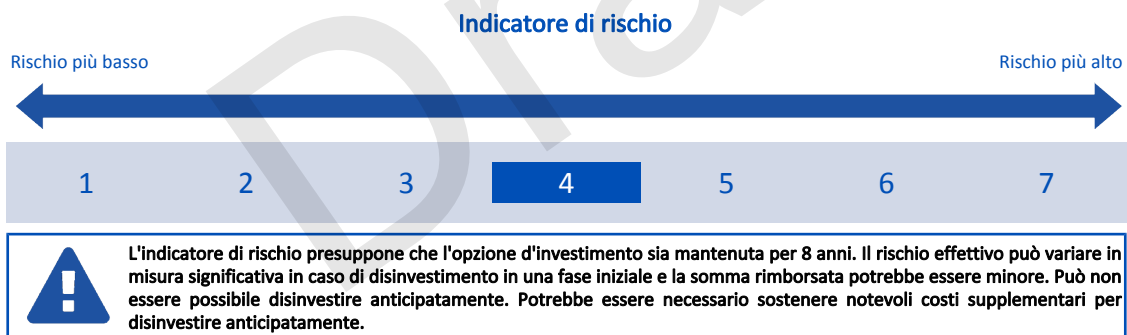 Indicatore di rischio
Rischio più basso
Rischio più alto
1 2 3 4 5 6 7
L'indicatore di rischio presuppone che l'opzione d'investimento sia mantenuta per 8 anni. Il rischio effettivo può variare in
misura significativa in caso di disinvestimento in una fase iniziale e la somma rimborsata potrebbe essere minore. Può non
essere possibile disinvestire anticipatamente. Potrebbe essere necessario sostenere notevoli costi supplementari per
disinvestire anticipatamente.